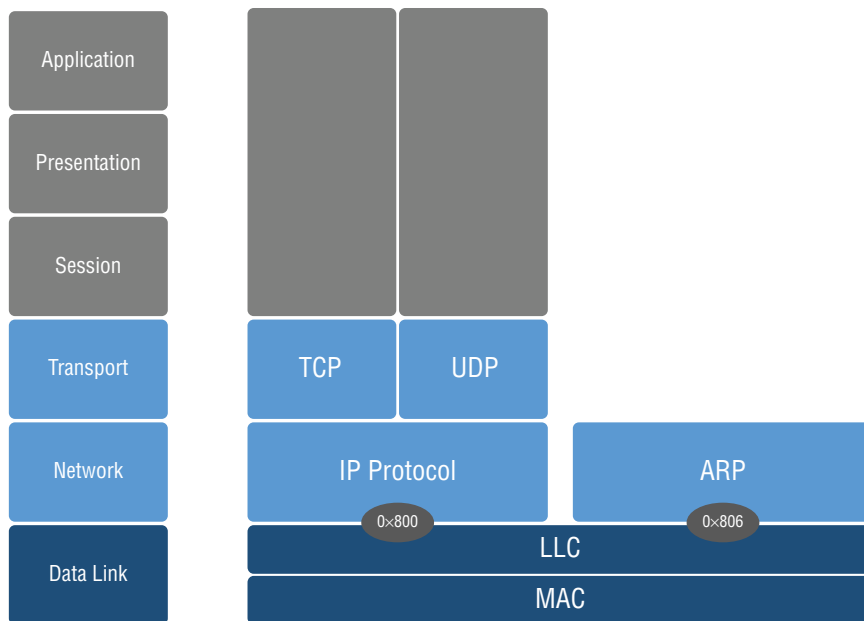 Application
Presentation
Session
Transport
TCP
UDP
Network
IP Protocol
ARP
0×800
0×806
Data Link
LLC
MAC